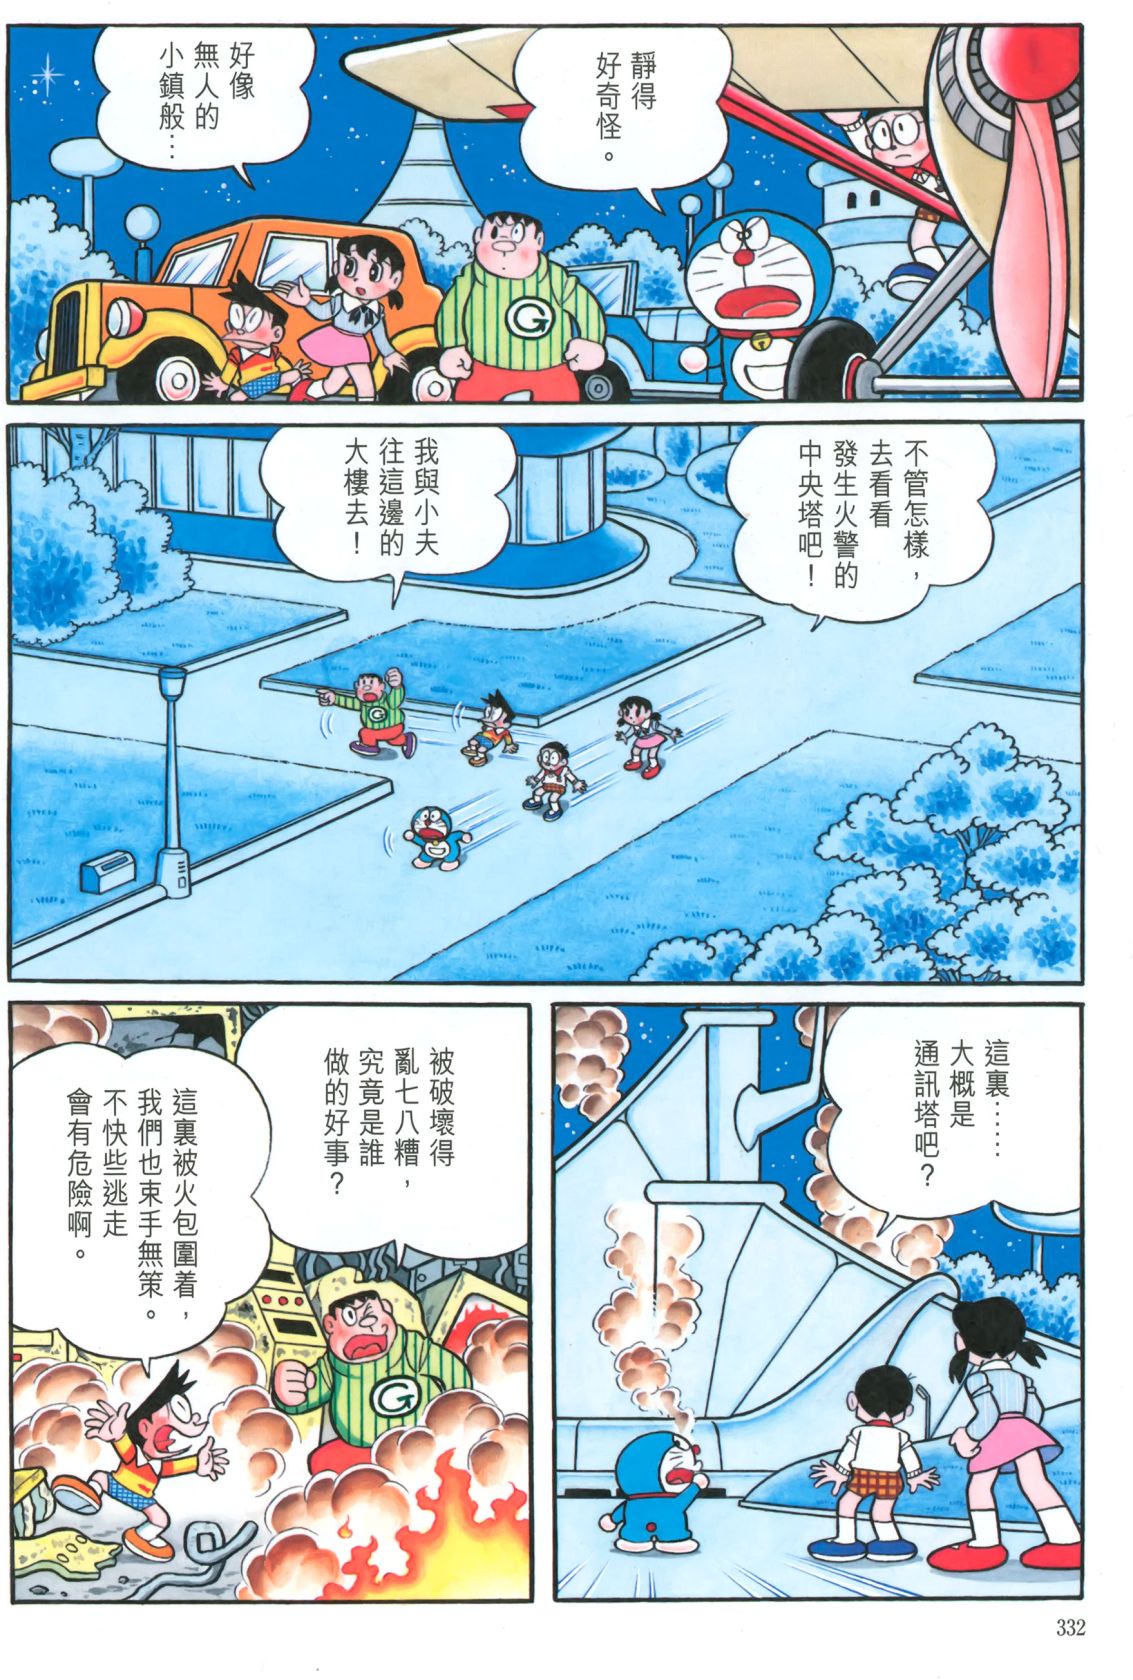 靜得
好奇怪。
好像
無人的
小鎮般…
G
不管怎樣，
去看看
發生火警的
中央塔吧！
我與小夫
往這邊的
大樓去！
G
這裏……
大概是
通訊塔吧？
被破壞得
亂七八糟，
究竟是誰
做的好事？
這裏被火包圍着，
我們也束手無策。
不快些逃走
會有危險啊。
G
332